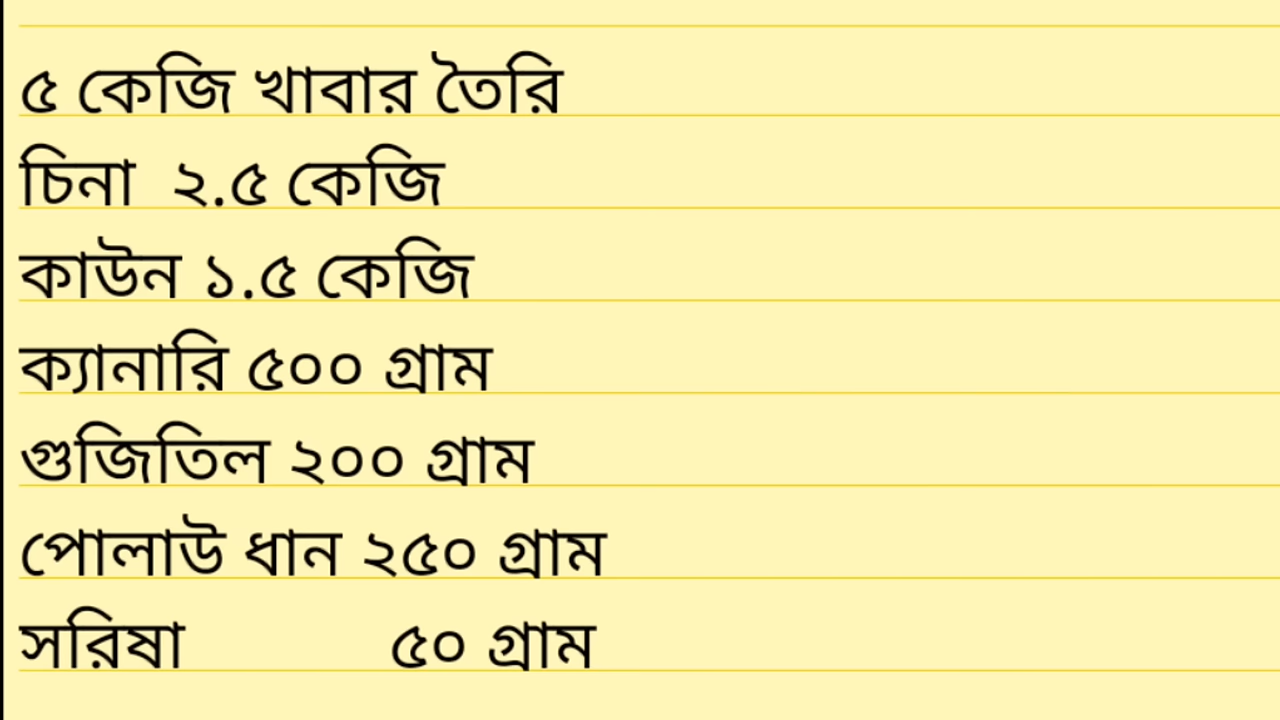 ৫ কেজি খাবার তৈরি
চিনা ২.৫ কেজি
কাউন ১.৫ কেজি
ক্যানারি ৫০০ গ্রাম
গুজিতিল ২০০ গ্রাম
পোলাউ ধান ২৫০ গ্রাম
সরিষা ৫০ গ্রাম